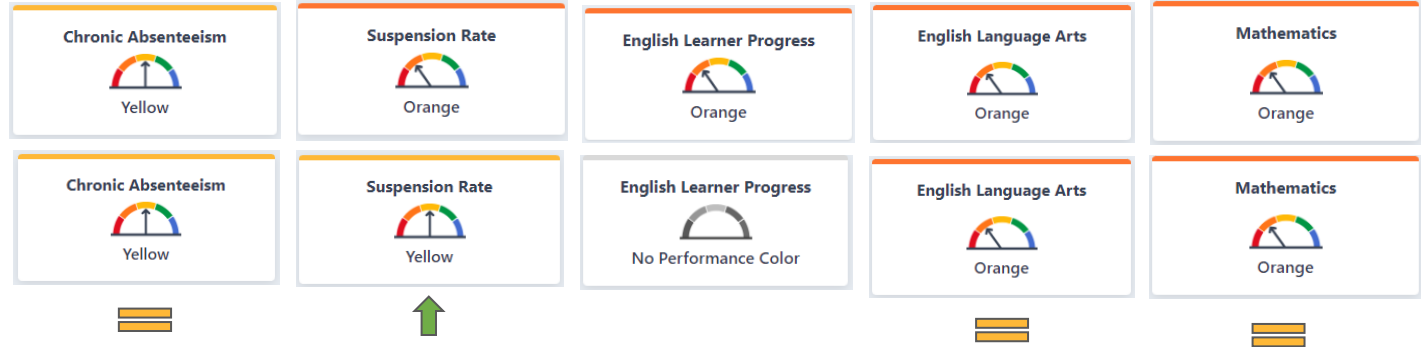 Chronic Absenteeism
Yellow
Suspension Rate
Orange
English Learner Progress
Orange
English Language Arts
Orange
Mathematics
Orange
Chronic Absenteeism
Yellow
Suspension Rate
Yellow
English Learner Progress
No Performance Color
English Language Arts
Orange
Mathematics
Orange